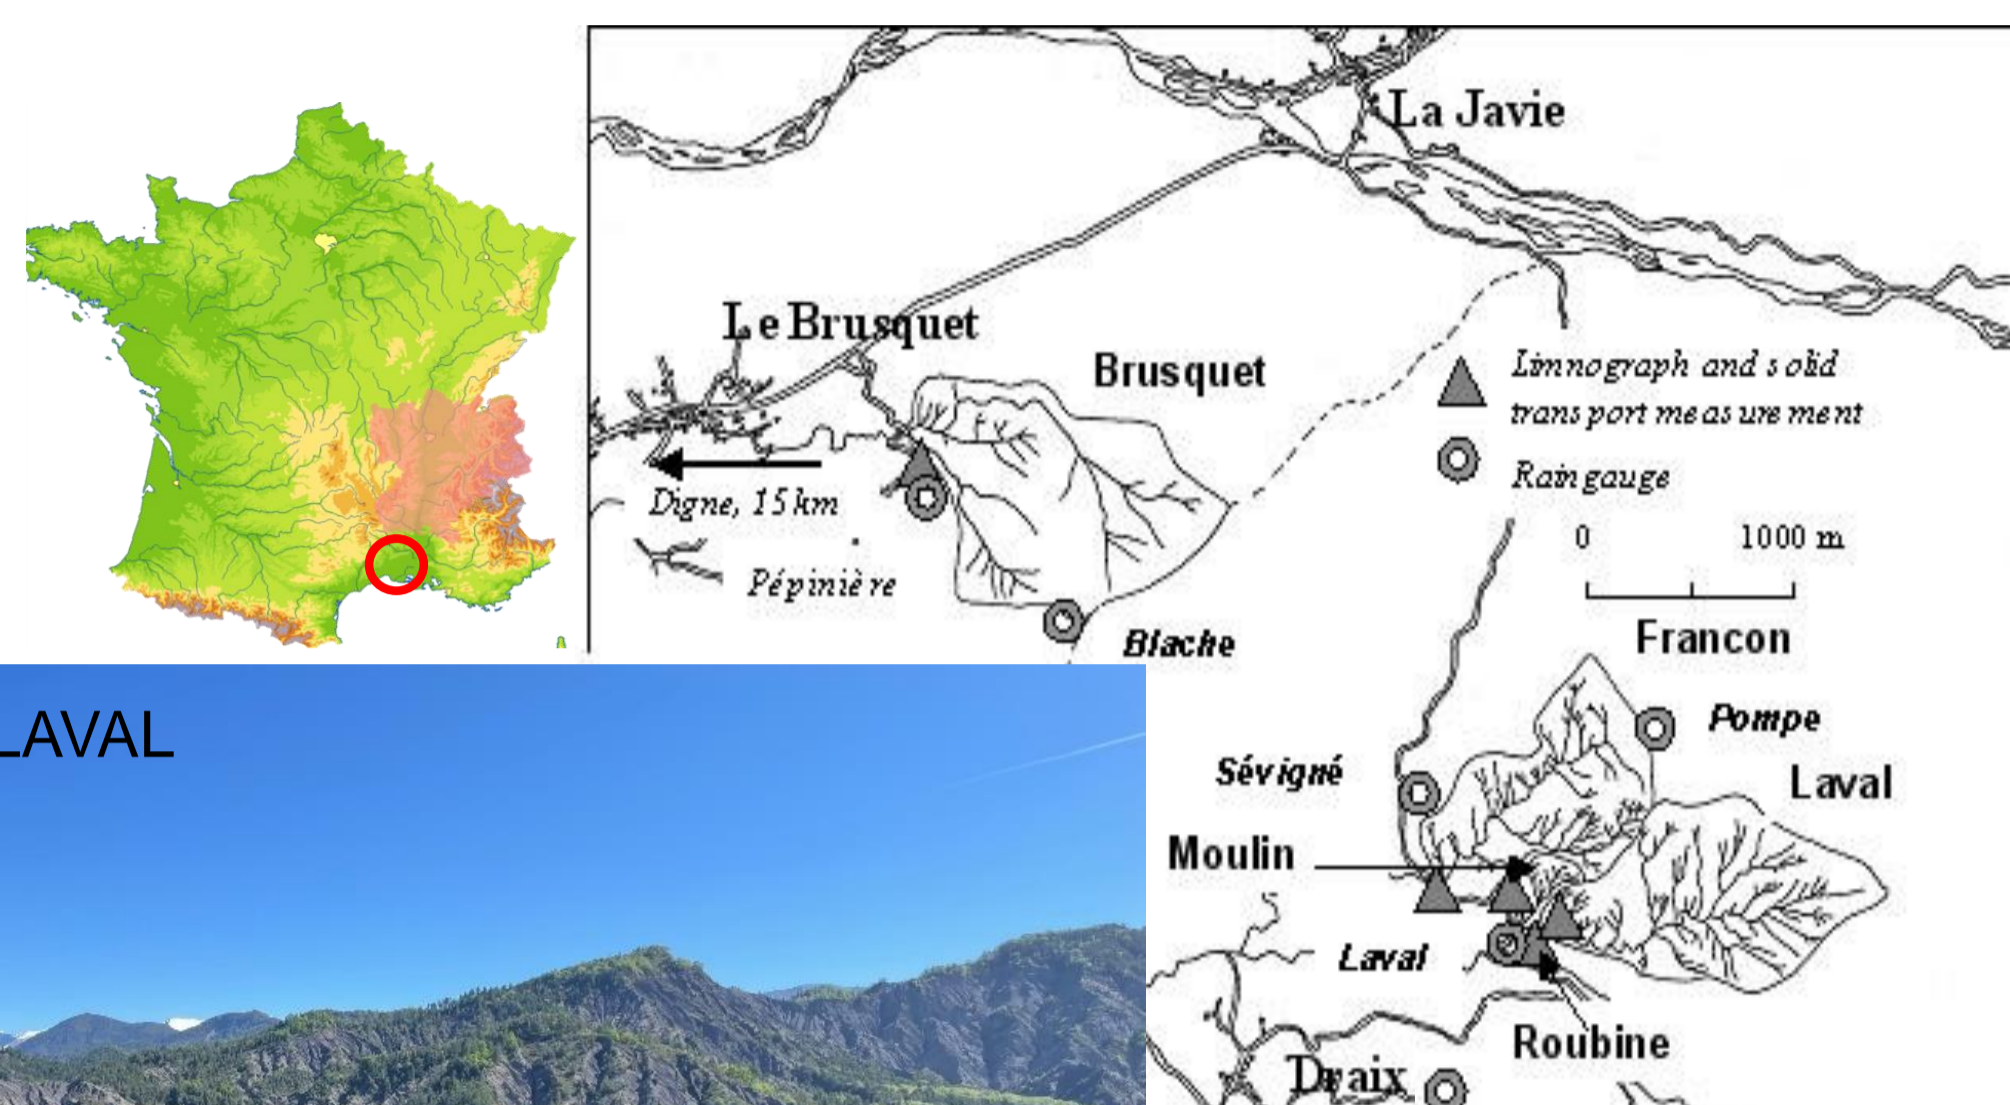 La Javie
Le Brusquet
Brusquet
Limnograph and solid
transport measurement
Digne, 15 km
Rain gauge
Pépinière
0 1000 m
Blache
Francon
LAVAL
Pompe
Sévigné
Laval
Moulin
Laval
Roubine
Draix